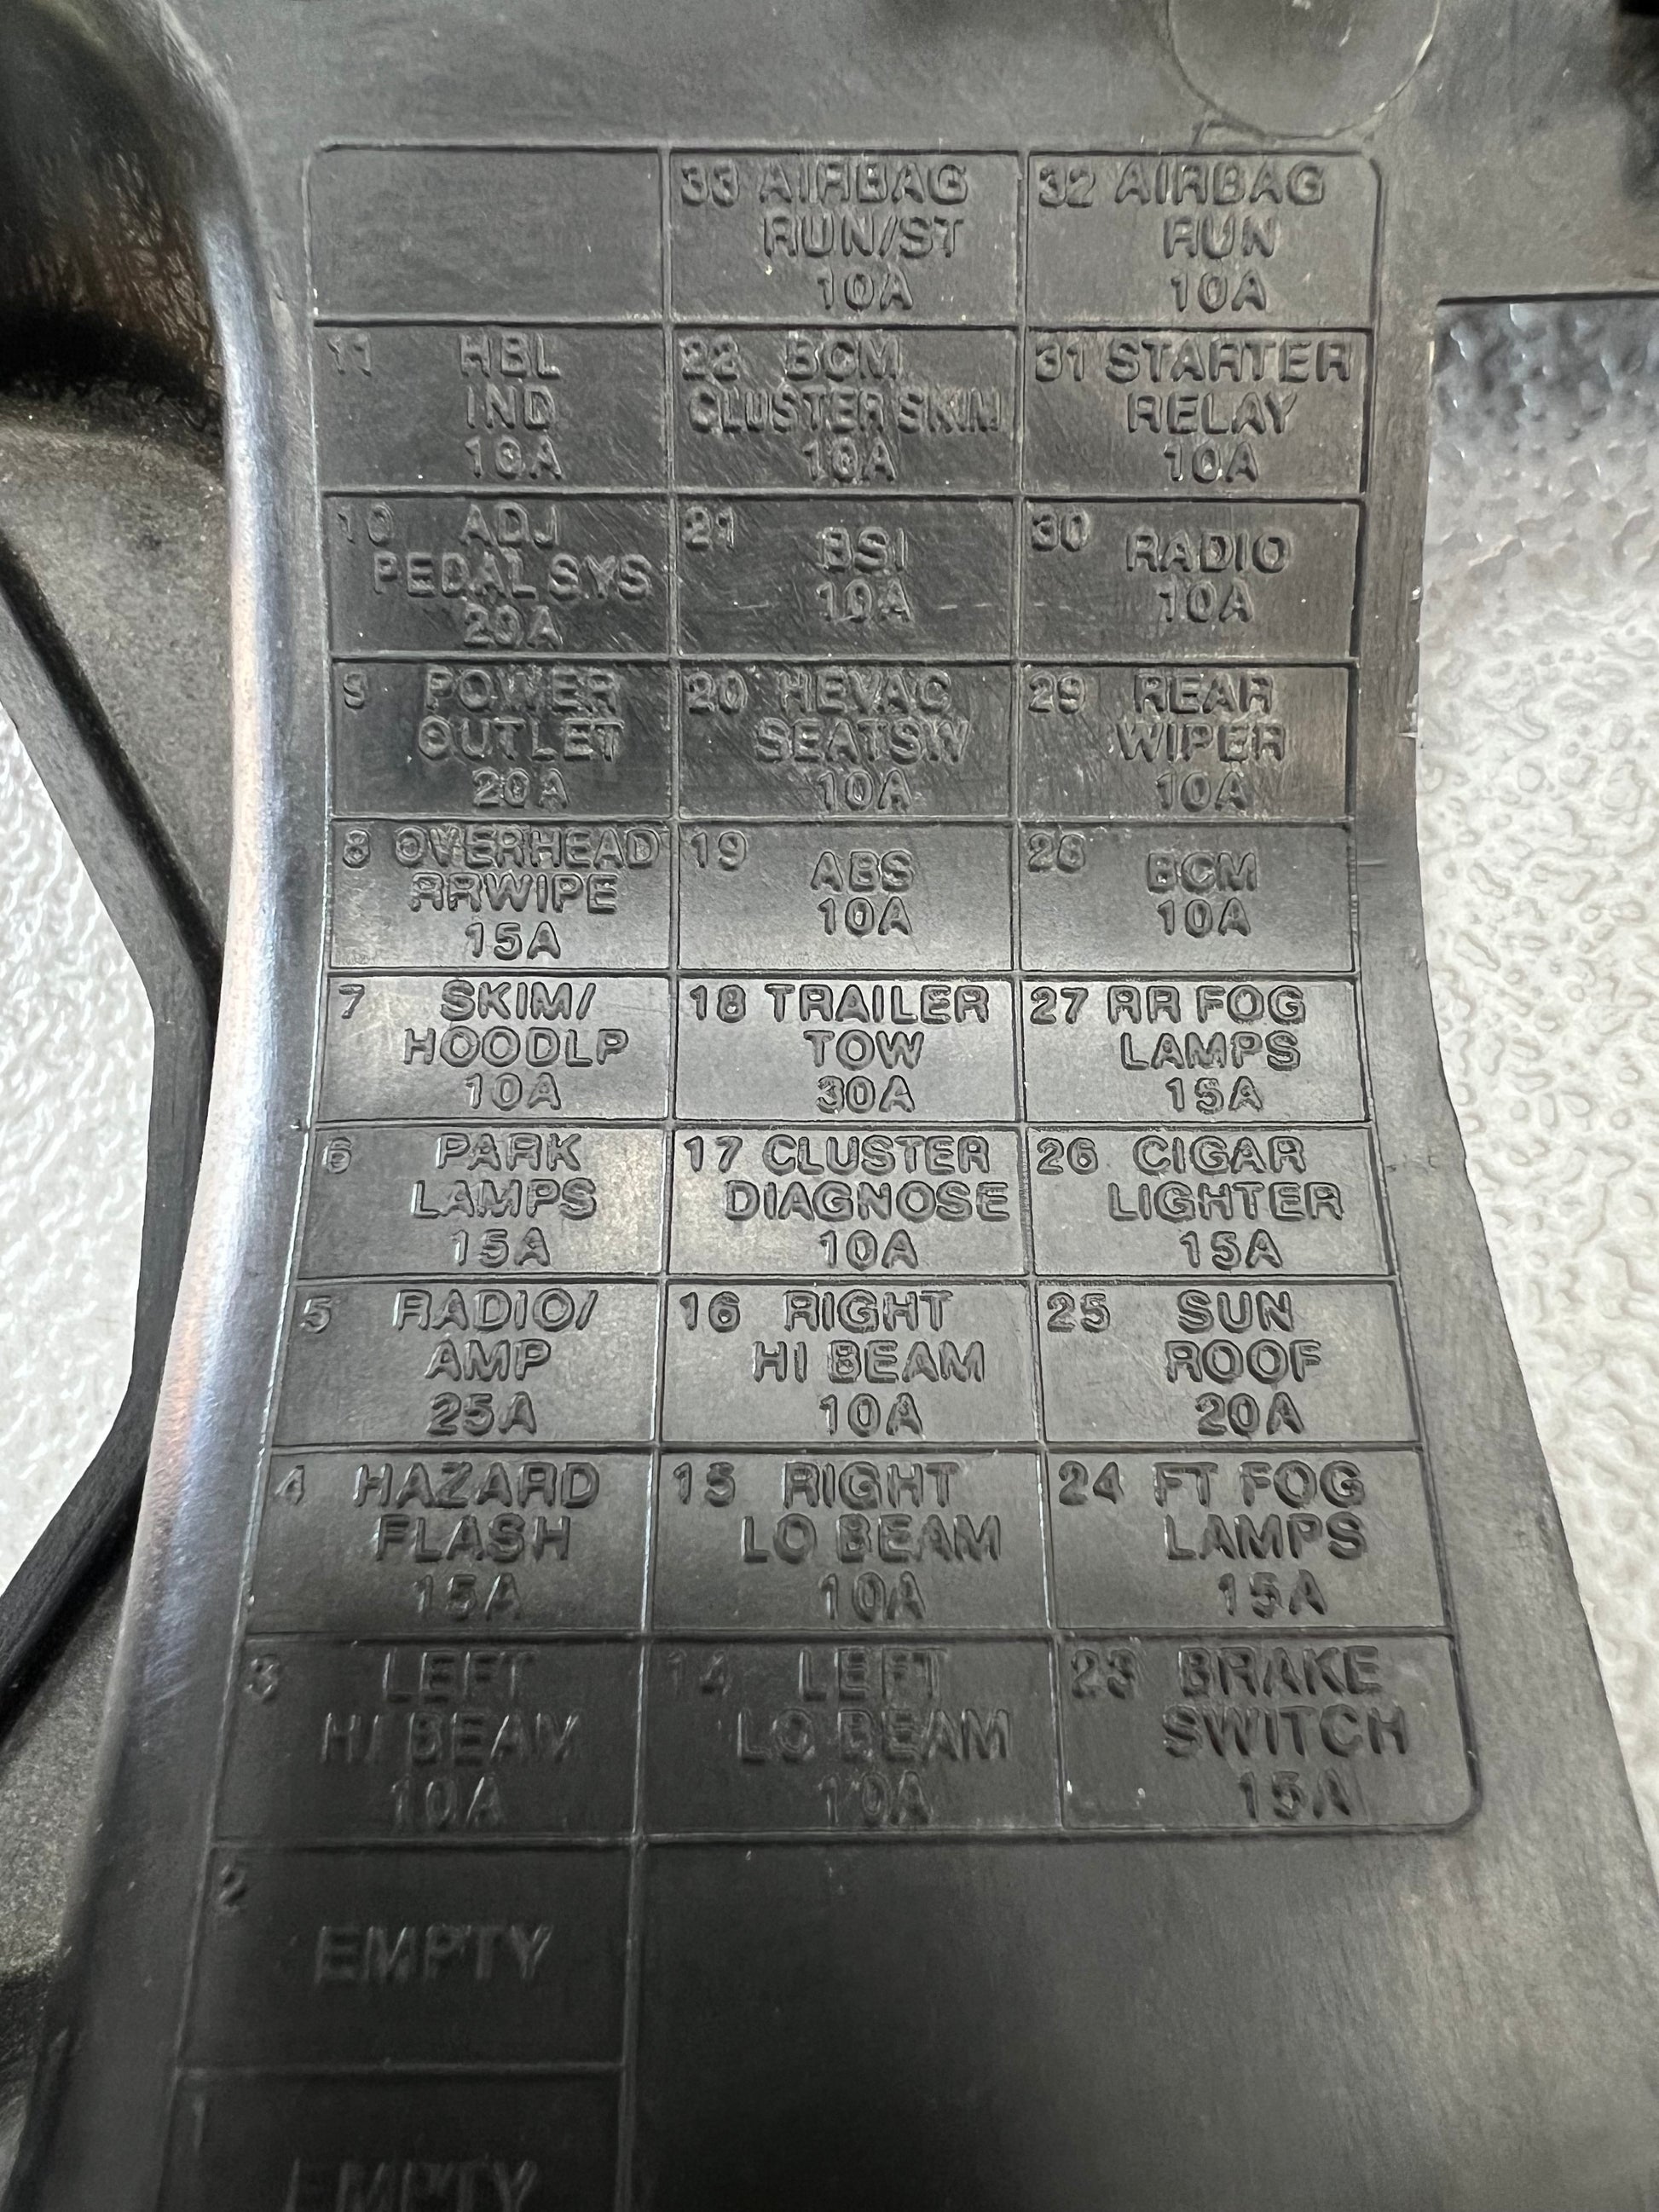 33 AIRBAG
RUN/ST
10A
32 AIRBAG
RUN
10A
11 HBL
IND
10A
22 BCM
CLUSTER SKIM
10A
31 STARTER
RELAY
10A
10 ADJ
PEDAL SYS
20A
21 BSI
10A
30 RADIO
10A
9 POWER
OUTLET
20A
20 HEVAC
SEATSW
10A
29 REAR
WIPER
10A
8 OVERHEAD
RRWIPE
15A
19 ABS
10A
28 BCM
10A
7 SKIM/
HOODLP
10A
18 TRAILER
TOW
30A
27 RR FOG
LAMPS
15A
6 PARK
LAMPS
15A
17 CLUSTER
DIAGNOSE
10A
26 CIGAR
LIGHTER
15A
5 RADIO/
AMP
25A
16 RIGHT
HI BEAM
10A
25 SUN
ROOF
20A
4 HAZARD
FLASH
15A
15 RIGHT
LO BEAM
10A
24 FT FOG
LAMPS
15A
3 LEFT
HI BEAM
10A
14 LEFT
LO BEAM
10A
23 BRAKE
SWITCH
15A
2
EMPTY
1
EMPTY